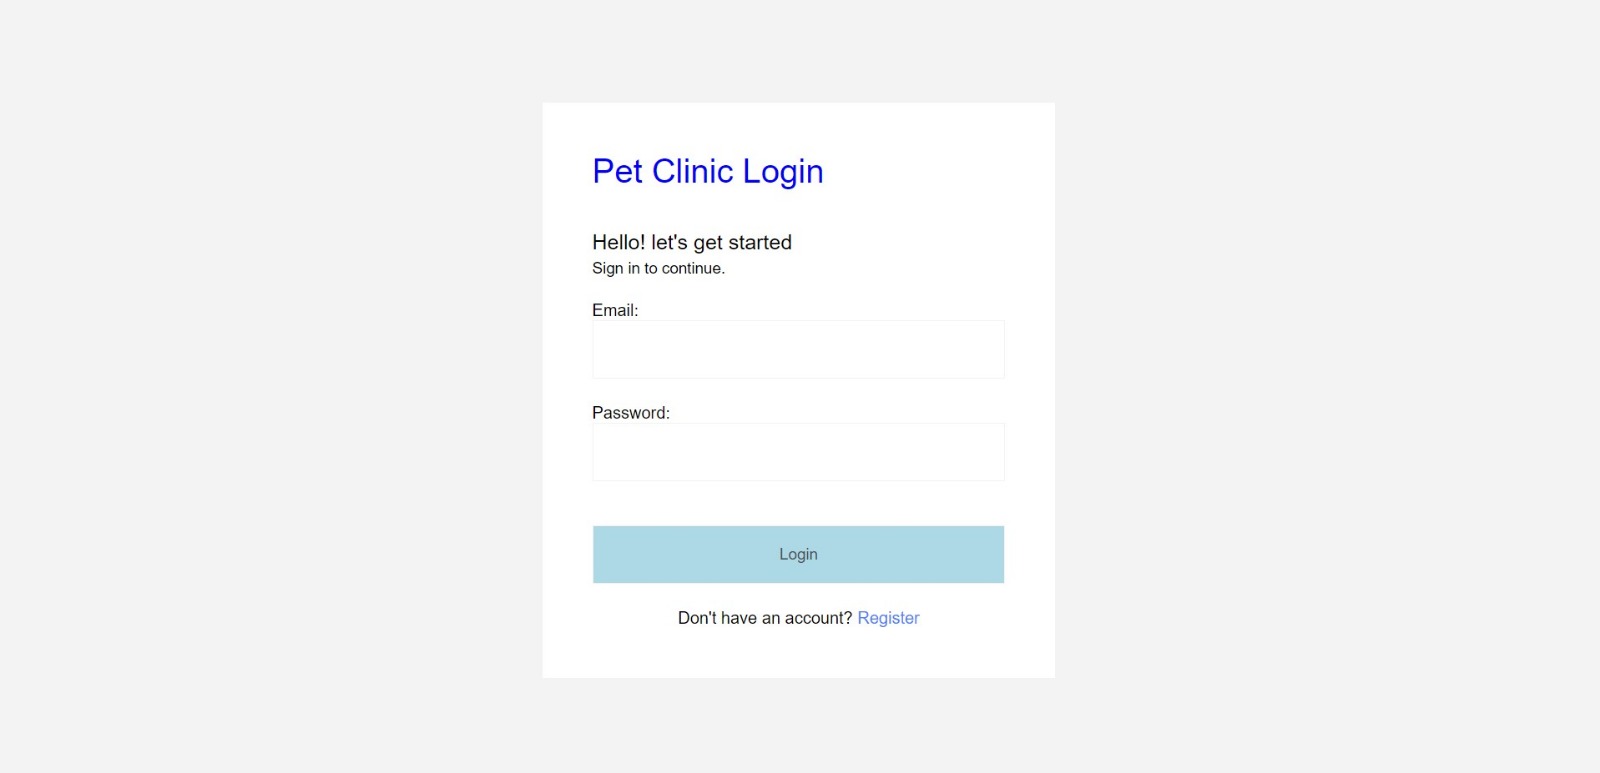 Pet Clinic Login
Hello! let's get started
Sign in to continue.
Email:
Password:
Login
Don't have an account? Register